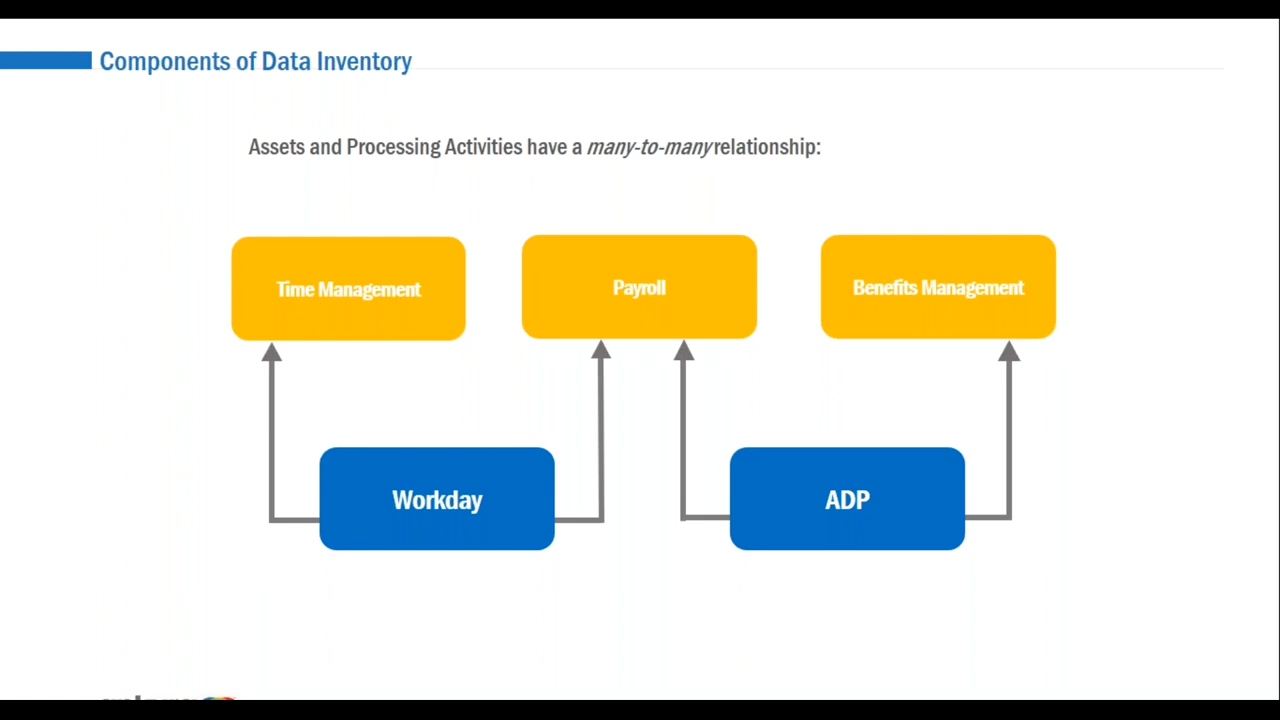 Components of Data Inventory
Assets and Processing Activities have a many-to-many relationship:
Time Management
Payroll
Benefits Management
Workday
ADP